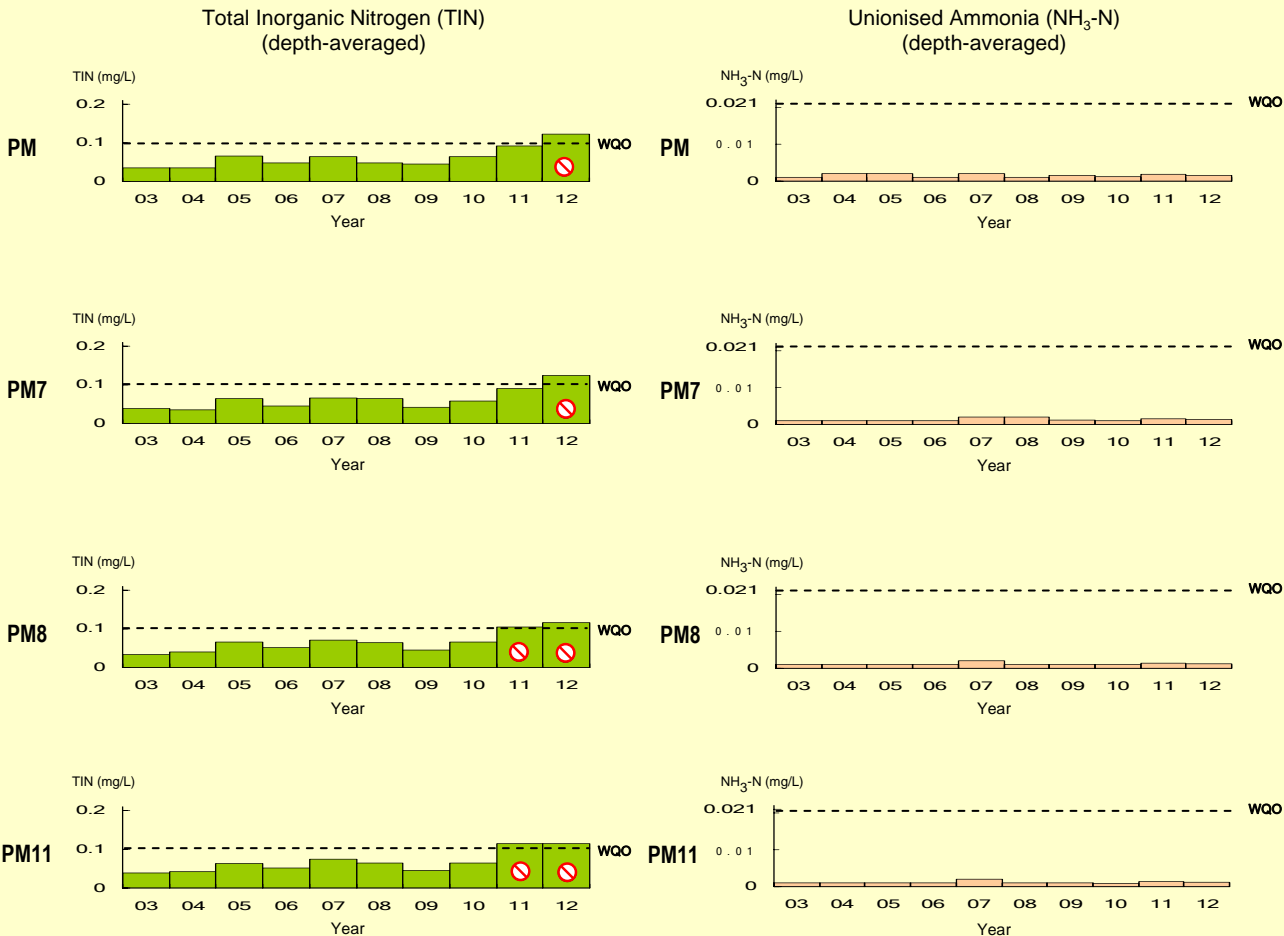 Total Inorganic Nitrogen (TIN)
(depth-averaged)
Unionised Ammonia (NH3-N)
(depth-averaged)
TIN (mg/L)
0.2
PM
0.1
WQO
0
03 04 05 06 07 08 09 10 11 12
Year
NH3-N (mg/L)
0.021
WQO
PM
0.01
0
03 04 05 06 07 08 09 10 11 12
Year
TIN (mg/L)
0.2
PM7
0.1
WQO
0
03 04 05 06 07 08 09 10 11 12
Year
NH3-N (mg/L)
0.021
WQO
PM7
0.01
0
03 04 05 06 07 08 09 10 11 12
Year
TIN (mg/L)
0.2
PM8
0.1
WQO
0
03 04 05 06 07 08 09 10 11 12
Year
NH3-N (mg/L)
0.021
WQO
PM8
0.01
0
03 04 05 06 07 08 09 10 11 12
Year
TIN (mg/L)
0.2
PM11
0.1
WQO
0
03 04 05 06 07 08 09 10 11 12
Year
NH3-N (mg/L)
0.021
WQO
PM11
0.01
0
03 04 05 06 07 08 09 10 11 12
Year